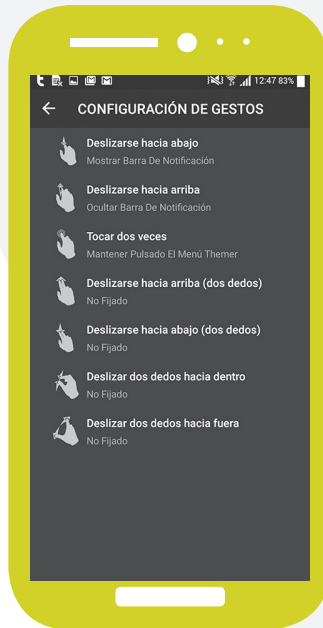 12:47 83%
CONFIGURACIÓN DE GESTOS
Deslizarse hacia abajo
Mostrar Barra De Notificación
Deslizarse hacia arriba
Ocultar Barra De Notificación
Tocar dos veces
Mantener Pulsado El Menú Themer
Deslizarse hacia arriba (dos dedos)
No Fijado
Deslizarse hacia abajo (dos dedos)
No Fijado
Deslizar dos dedos hacia dentro
No Fijado
Deslizar dos dedos hacia fuera
No Fijado